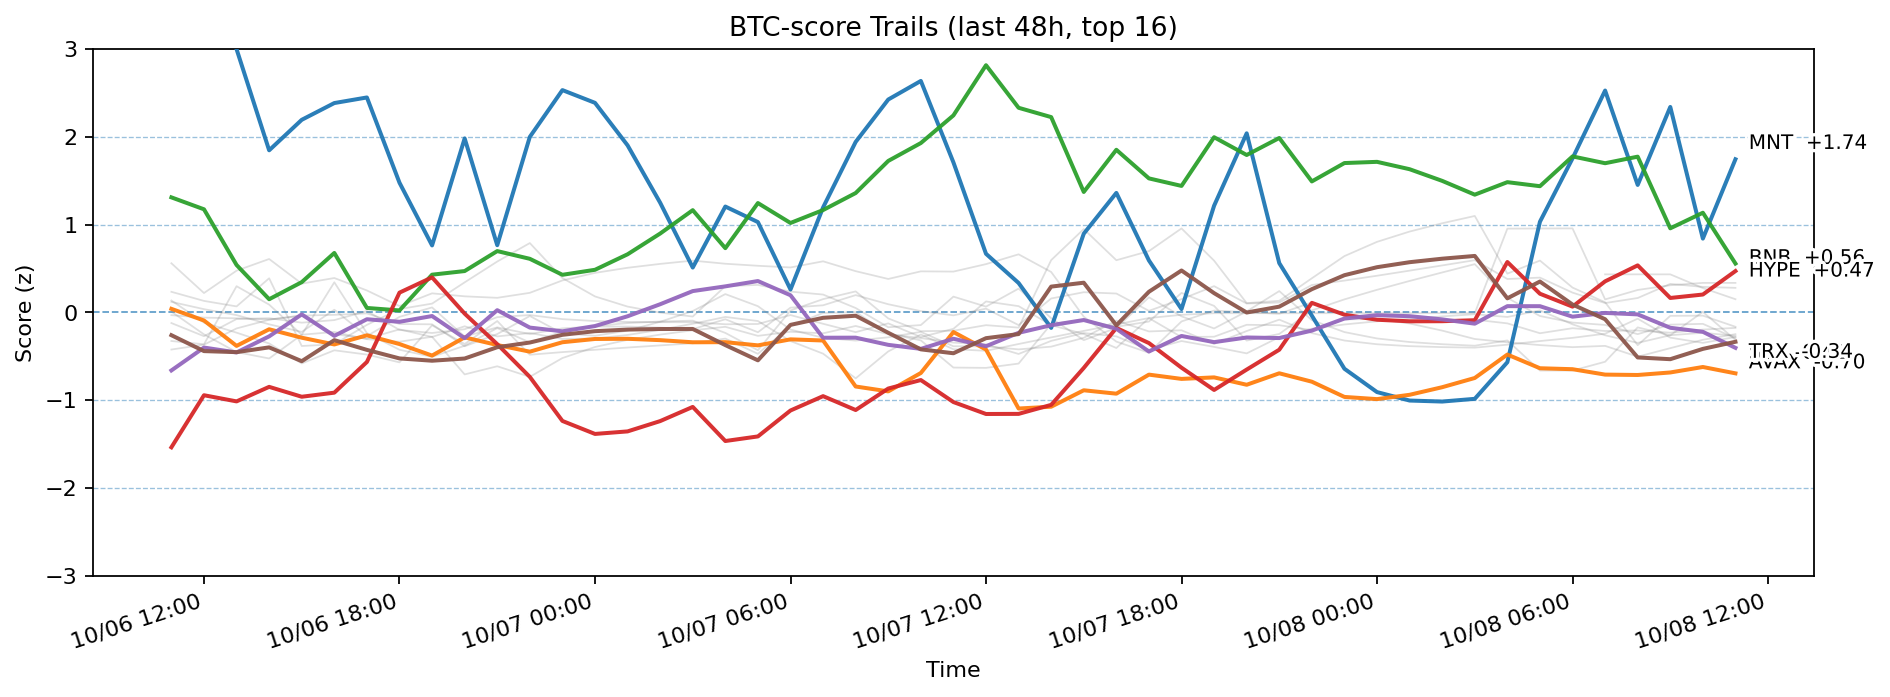 BTC-score Trails (last 48h, top 16)
Score (z)
3
2
1
0
−1
−2
−3
MNT +1.74
BNB +0.56
HYPE +0.47
TRX -0.34
AVAX -0.70
10/06 12:00
10/06 18:00
10/07 00:00
10/07 06:00
10/07 12:00
10/07 18:00
10/08 00:00
10/08 06:00
10/08 12:00
Time